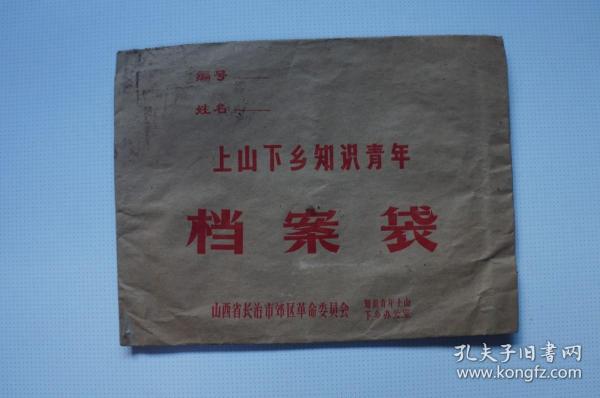 编号
姓名
上山下乡知识青年
档案袋
山西省长治市郊区革命委员会 知识青年上山
下乡办公室
孔夫子旧书网
www.kongfz.com